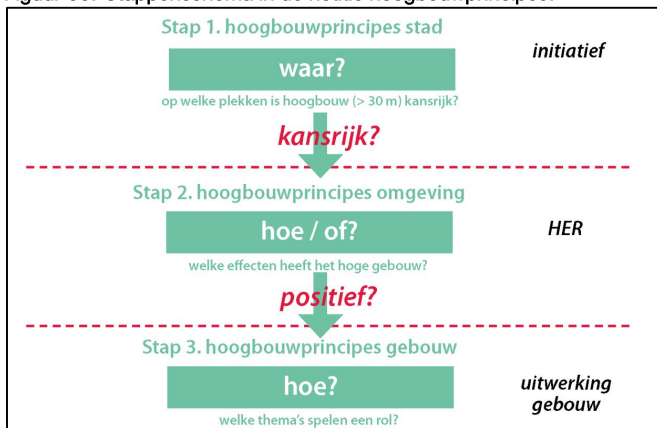 Stap 1. hoogbouwprincipes stad
initiatief
waar?
op welke plekken is hoogbouw (> 30 m) kansrijk?
kansrijk?
Stap 2. hoogbouwprincipes omgeving
hoe / of?
HER
welke effecten heeft het hoge gebouw?
positief?
Stap 3. hoogbouwprincipes gebouw
hoe?
uitwerking
gebouw
welke thema's spelen een rol?